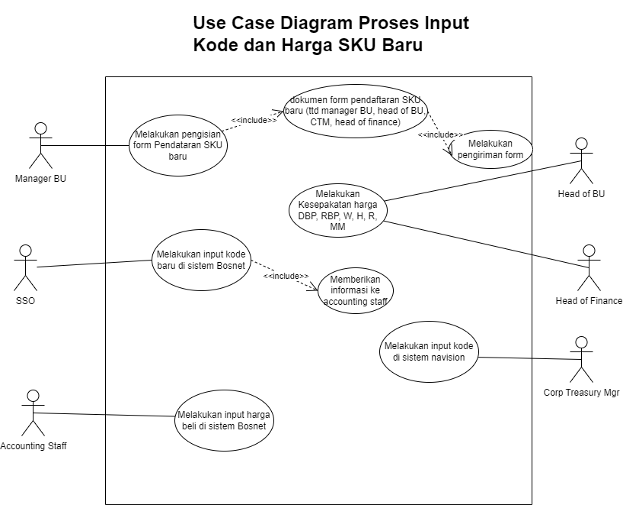 Use Case Diagram Proses Input
Kode dan Harga SKU Baru
dokumen form pendaftaran SKU
baru (ttd manager BU, head of BU,
CTM, head of finance)
<<include>>
Melakukan pengisian
form Pendataran SKU
baru
<<include>>
Melakukan
pengiriman form
Manager BU
Head of BU
Melakukan
Kesepakatan harga
DBP, RBP, W, H, R,
MM
Melakukan input kode
baru di sistem Bosnet
<<include>>
Memberikan
informasi ke
accounting staff
SSO
Head of Finance
Melakukan input kode
di sistem navision
Corp Treasury Mgr
Melakukan input harga
beli di sistem Bosnet
Accounting Staff